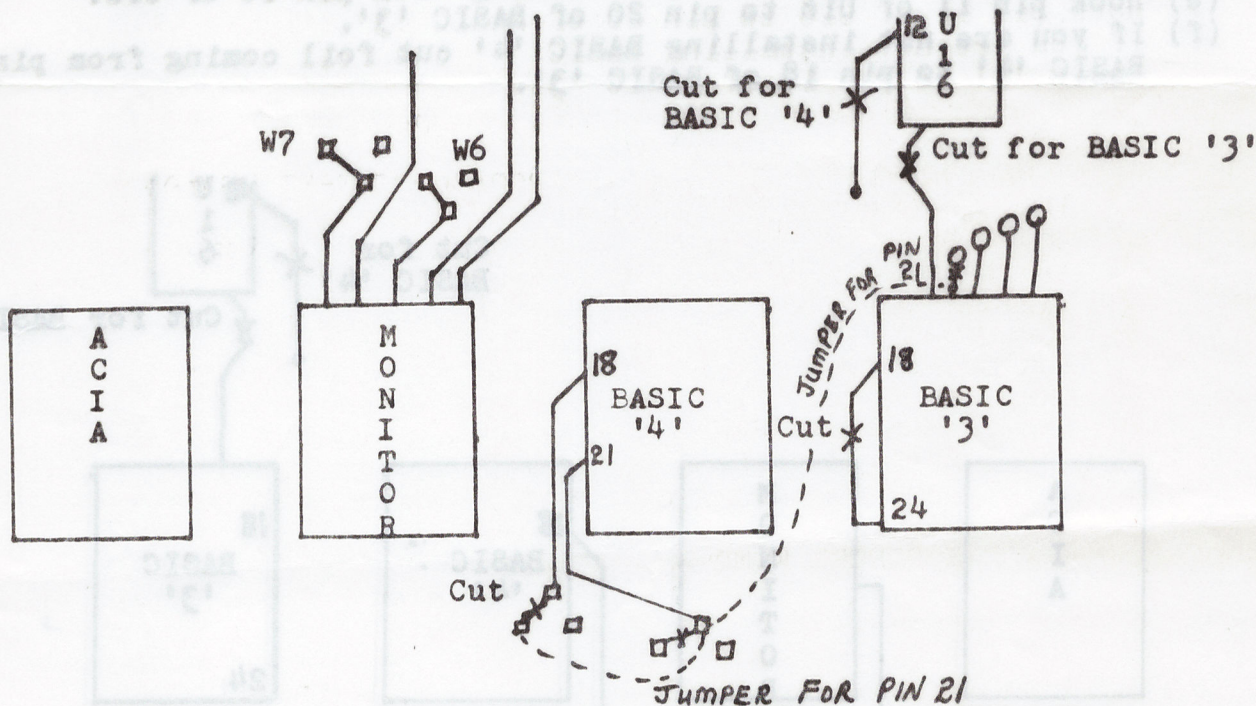 12
U
1
6
Cut for
BASIC '4'
Cut for BASIC '3'
W7
W6
PIN
21
JUMPER FOR
A
C
I
A
M
O
N
I
T
O
R
18
BASIC
'4'
21
Cut
18
BASIC
'3'
24
Cut
JUMPER FOR PIN 21